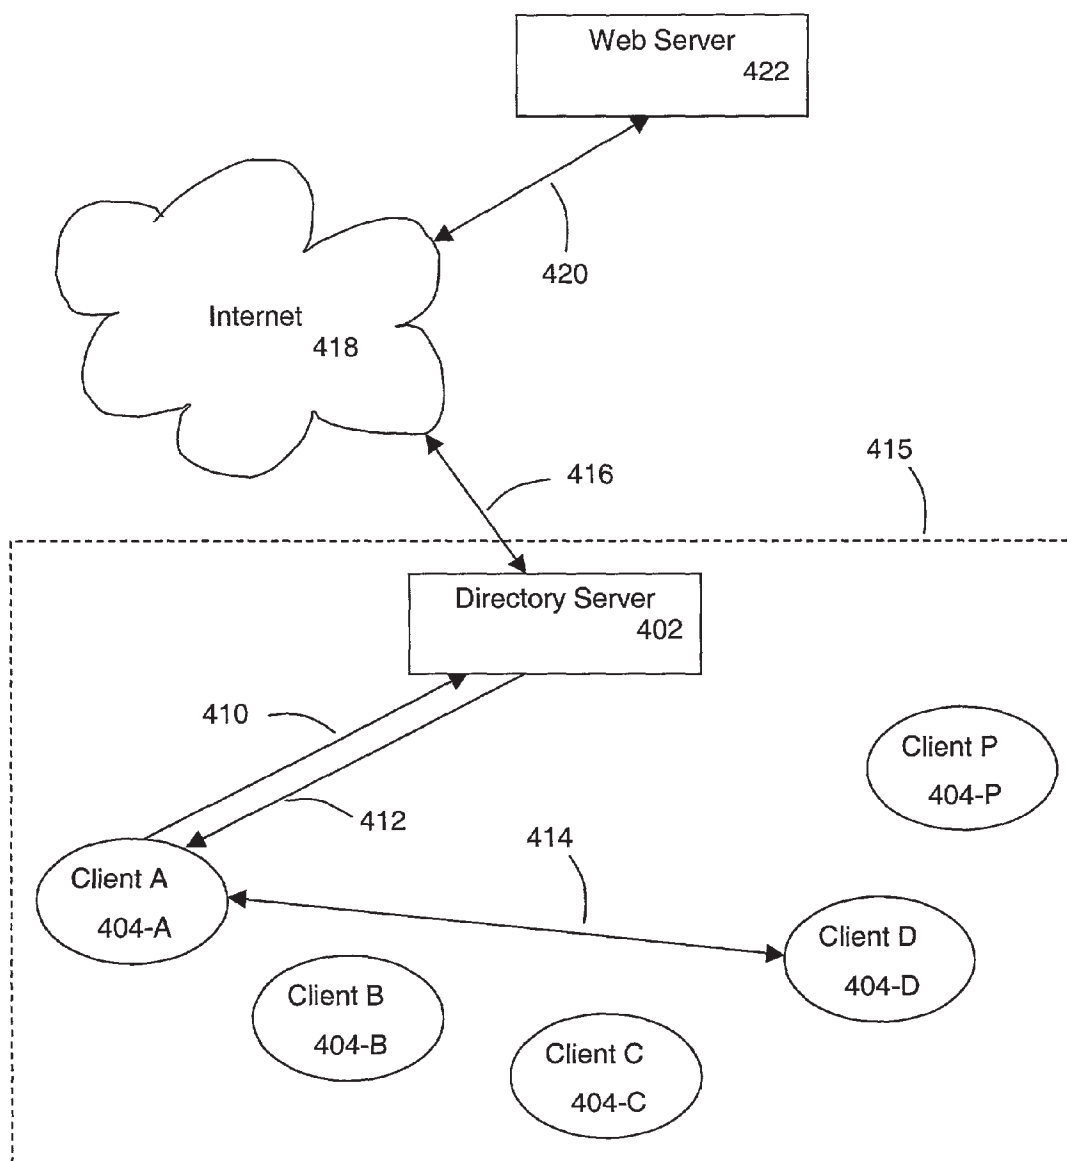 Web Server
422
420
Internet
418
415
416
Directory Server
402
410
Client P
404-P
412
414
Client A
404-A
Client D
404-D
Client B
404-B
Client C
404-C